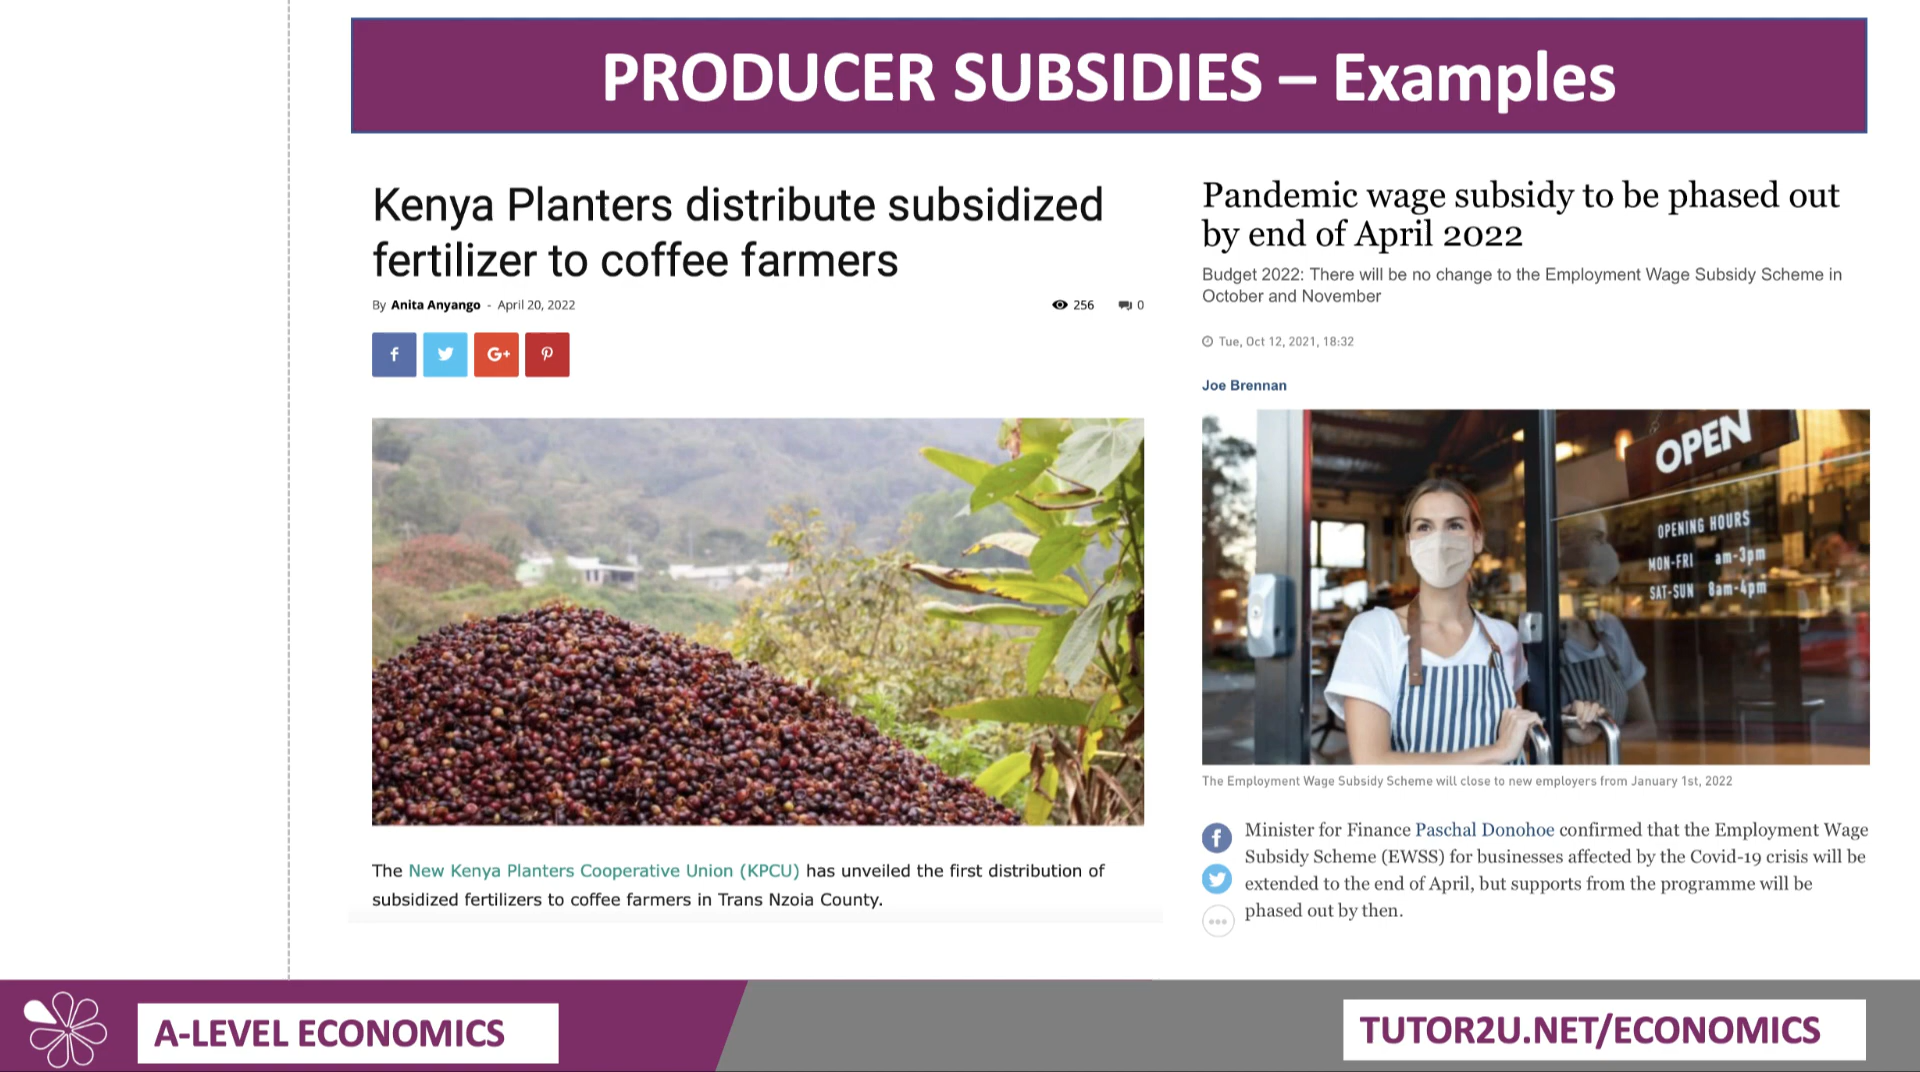 PRODUCER SUBSIDIES – Examples
Kenya Planters distribute subsidized
fertilizer to coffee farmers
By Anita Anyango - April 20, 2022
256
0
f
G+
The New Kenya Planters Cooperative Union (KPCU) has unveiled the first distribution of
subsidized fertilizers to coffee farmers in Trans Nzoia County.
Pandemic wage subsidy to be phased out
by end of April 2022
Budget 2022: There will be no change to the Employment Wage Subsidy Scheme in
October and November
Tue, Oct 12, 2021, 18:32
Joe Brennan
OPEN
OPENING HOURS
MON-FRI am-3pm
SAT-SUN 8am-4pm
The Employment Wage Subsidy Scheme will close to new employers from January 1st, 2022
Minister for Finance Paschal Donohoe confirmed that the Employment Wage
Subsidy Scheme (EWSS) for businesses affected by the Covid-19 crisis will be
extended to the end of April, but supports from the programme will be
phased out by then.
f
A-LEVEL ECONOMICS
TUTOR2U.NET/ECONOMICS